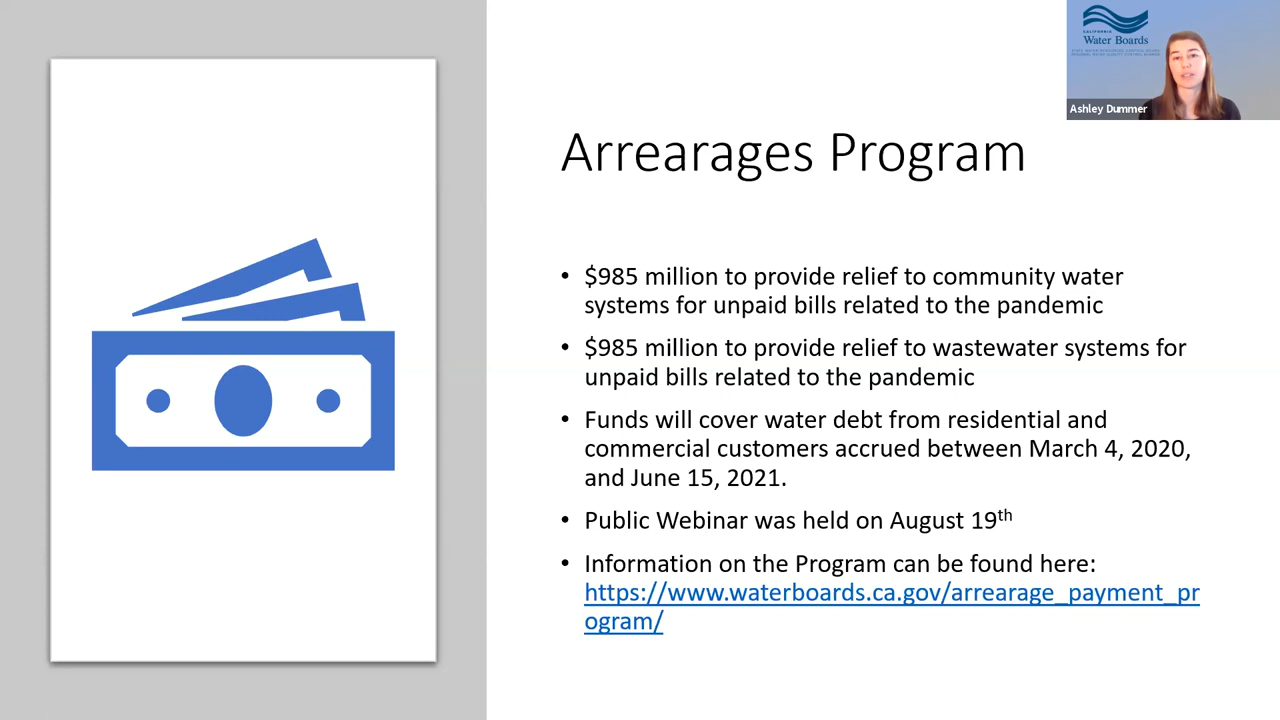 CALIFORNIA
Water Boards
STATE WATER RESOURCES CONTROL BOARD
REGIONAL WATER QUALITY CONTROL BOARDS
Ashley Dummer
Arrearages Program
• $985 million to provide relief to community water
systems for unpaid bills related to the pandemic
• $985 million to provide relief to wastewater systems for
unpaid bills related to the pandemic
• Funds will cover water debt from residential and
commercial customers accrued between March 4, 2020,
and June 15, 2021.
• Public Webinar was held on August 19th
• Information on the Program can be found here:
https://www.waterboards.ca.gov/arrearage_payment_pr
ogram/